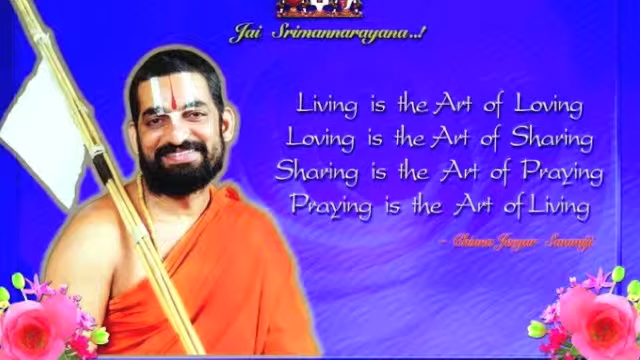 Jai Srimannarayana..!
Living is the Art of Loving
Loving is the Art of Sharing
Sharing is the Art of Praying
Praying is the Art of Living
- Chinna Jeeyar Swamiji